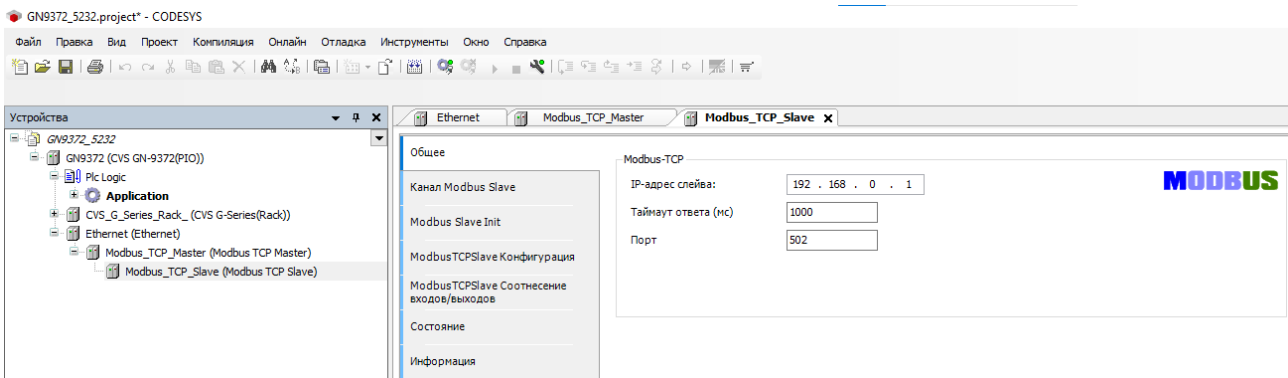 GN9372_5232.project* - CODESYS
Файл Правка Вид Проект Компиляция Онлайн Отладка Инструменты Окно Справка
Устройства
GN9372_5232
GN9372 (CVS GN-9372(PIO))
Plc Logic
Application
CVS_G_Series_Rack_ (CVS G-Series(Rack))
Ethernet (Ethernet)
Modbus_TCP_Master (Modbus TCP Master)
Modbus_TCP_Slave (Modbus TCP Slave)
Ethernet Modbus_TCP_Master Modbus_TCP_Slave
Общее
Канал Modbus Slave
Modbus Slave Init
ModbusTCPSlave Конфигурация
ModbusTCPSlave Соотнесение
входов/выходов
Состояние
Информация
Modbus-TCP
IP-адрес слейва: 192 . 168 . 0 . 1
Таймаут ответа (мс) 1000
Порт 502
MODBUS